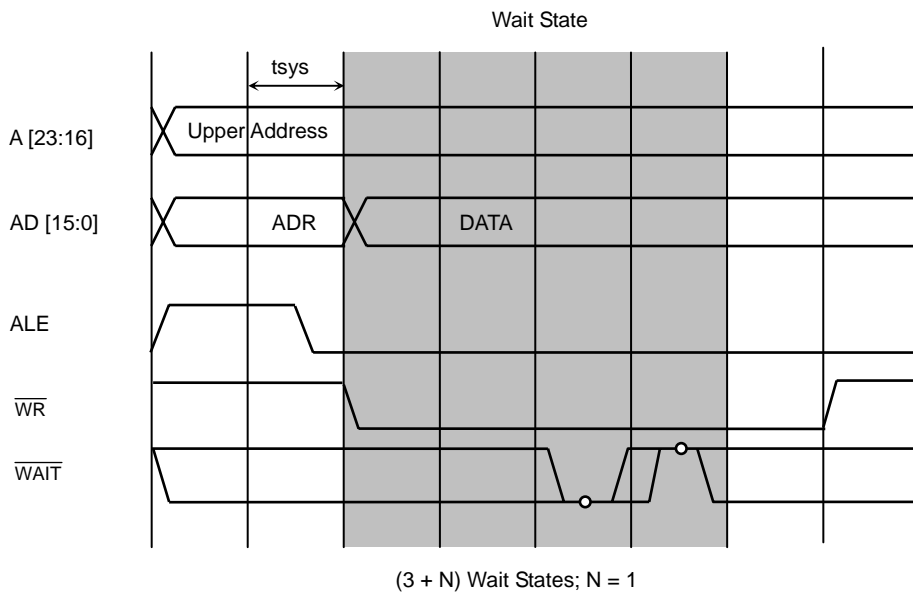 Wait State
tsys
A [23:16]
Upper Address
AD [15:0]
ADR
DATA
ALE
WR
WAIT
(3 + N) Wait States; N = 1